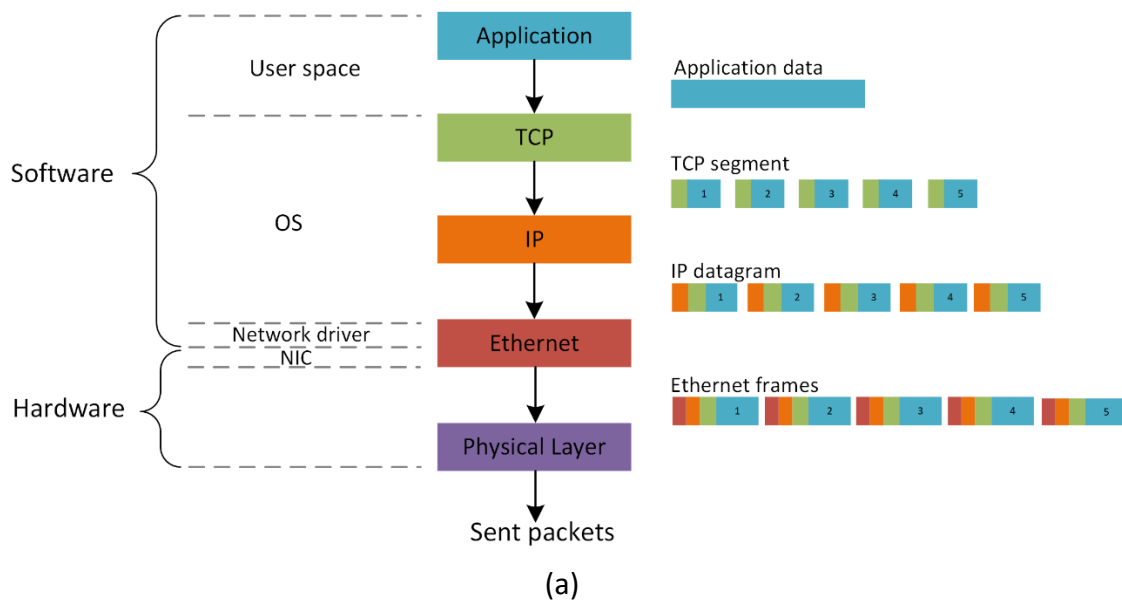 Application
User space
Application data
TCP
TCP segment
1 2 3 4 5
Software
OS
IP
IP datagram
1 2 3 4 5
Network driver
Ethernet
NIC
Ethernet frames
1 2 3 4 5
Hardware
Physical Layer
Sent packets
(a)